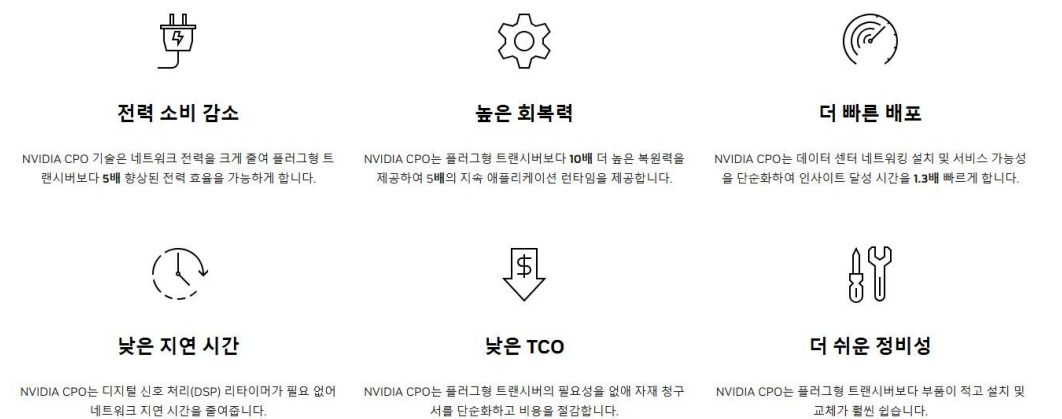 전력 소비 감소
NVIDIA CPO 기술은 네트워크 전력을 크게 줄여 플러그형 트
랜시버보다 5배 향상된 전력 효율을 가능하게 합니다.
높은 회복력
NVIDIA CPO는 플러그형 트랜시버보다 10배 더 높은 복원력을
제공하여 5배의 지속 애플리케이션 런타임을 제공합니다.
더 빠른 배포
NVIDIA CPO는 데이터 센터 네트워킹 설치 및 서비스 가능성
을 단순화하여 인사이트 달성 시간을 1.3배 빠르게 합니다.
낮은 지연 시간
NVIDIA CPO는 디지털 신호 처리(DSP) 리타이머가 필요 없어
네트워크 지연 시간을 줄여줍니다.
$
낮은 TCO
NVIDIA CPO는 플러그형 트랜시버의 필요성을 없애 자재 청구
서를 단순화하고 비용을 절감합니다.
더 쉬운 정비성
NVIDIA CPO는 플러그형 트랜시버보다 부품이 적고 설치 및
교체가 훨씬 쉽습니다.